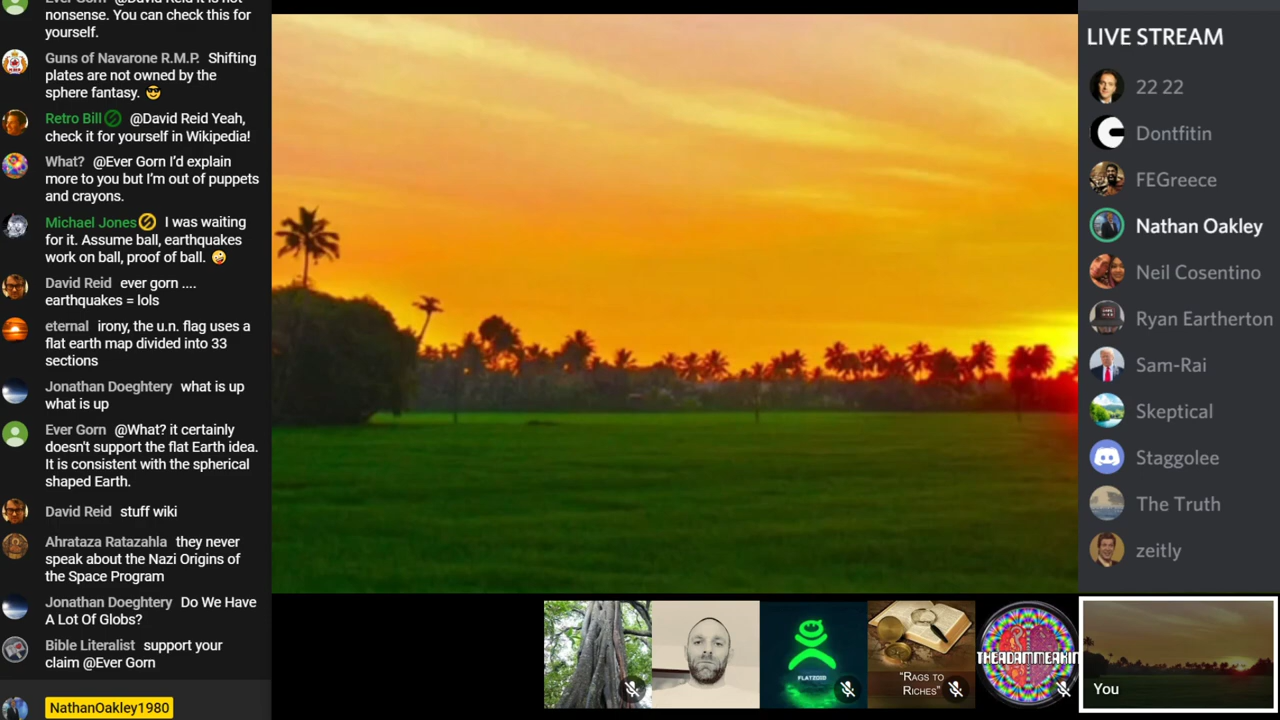 Ever Gorn @David Reid it is not
nonsense. You can check this for
yourself.
Guns of Navarone R.M.P. Shifting
plates are not owned by the
sphere fantasy.
Retro Bill @David Reid Yeah,
check it for yourself in Wikipedia!
What? @Ever Gorn I'd explain
more to you but I'm out of puppets
and crayons.
Michael Jones I was waiting
for it. Assume ball, earthquakes
work on ball, proof of ball.
David Reid ever gorn ....
earthquakes = lols
eternal irony, the u.n. flag uses a
flat earth map divided into 33
sections
Jonathan Doeghtery what is up
what is up
Ever Gorn @What? it certainly
doesn't support the flat Earth idea.
It is consistent with the spherical
shaped Earth.
David Reid stuff wiki
Ahrataza Ratazahla they never
speak about the Nazi Origins of
the Space Program
Jonathan Doeghtery Do We Have
A Lot Of Globs?
Bible Literalist support your
claim @Ever Gorn
NathanOakley1980
LIVE STREAM
22 22
Dontfitin
FEGreece
Nathan Oakley
Neil Cosentino
Ryan Eartherton
Sam-Rai
Skeptical
Staggolee
The Truth
zeitly
FLATZOID
"RAGS TO
RICHES"
THEADAMMEAKIN
You